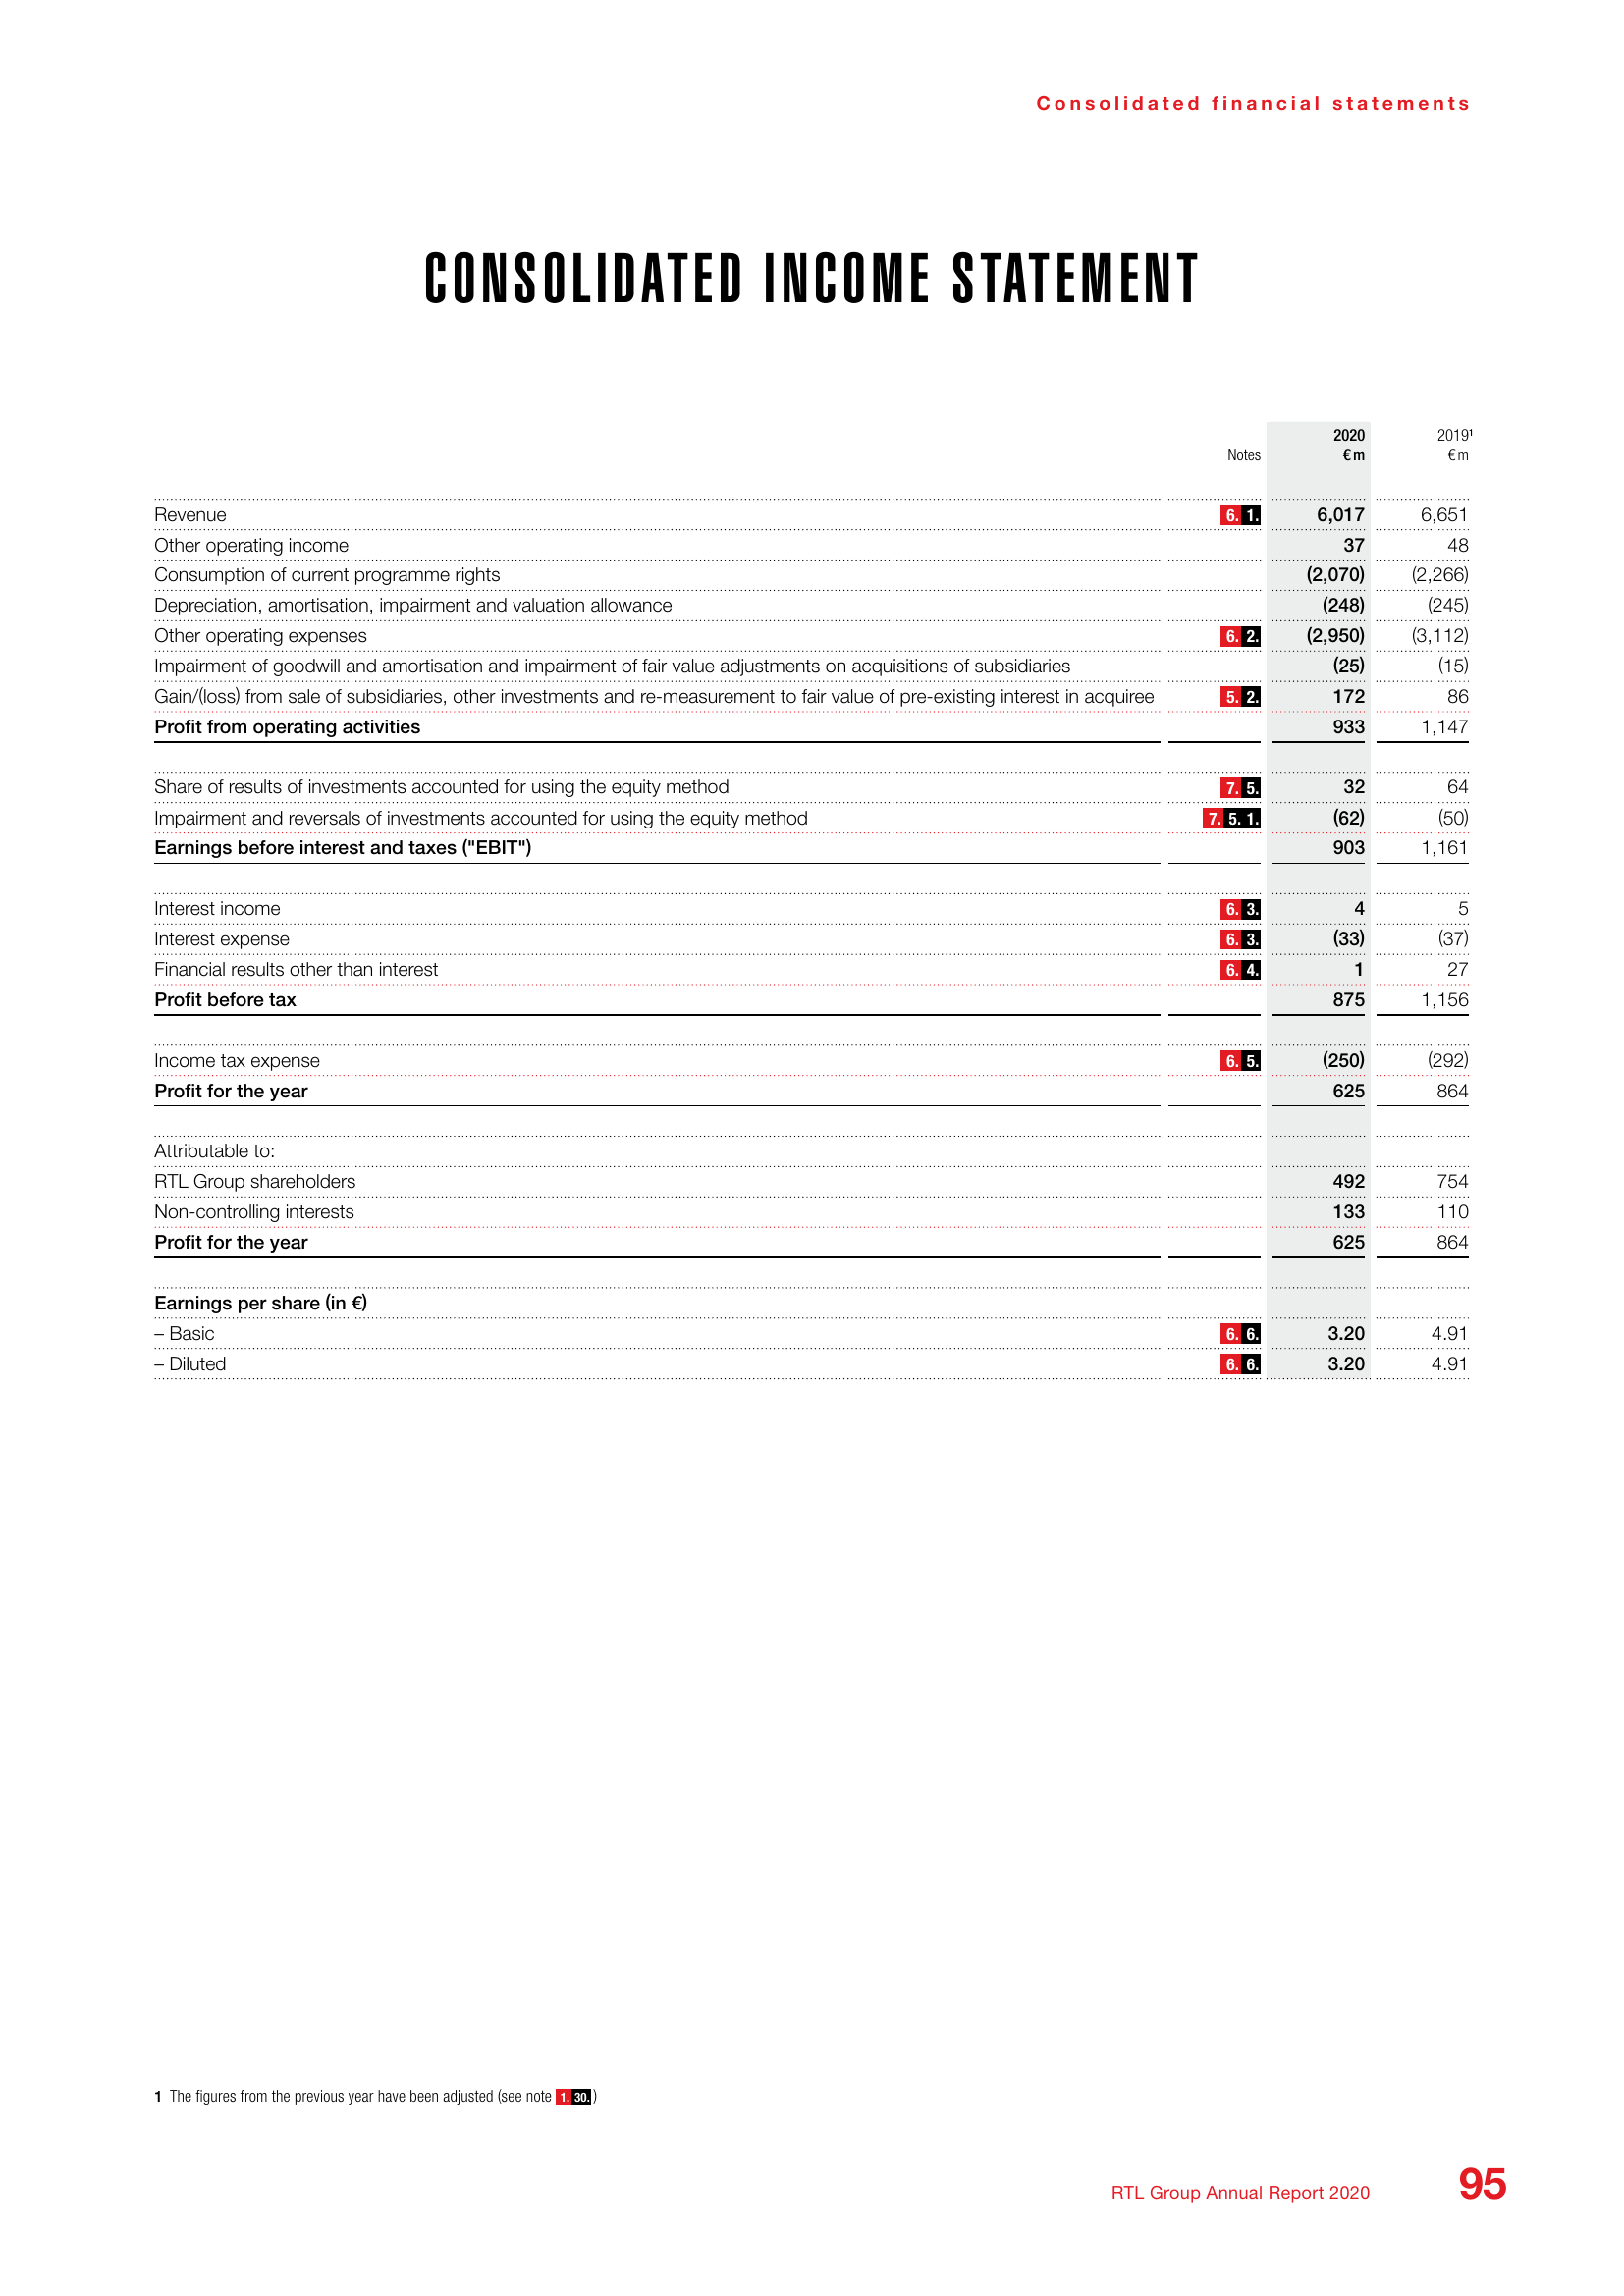 Consolidated financial statements
CONSOLIDATED INCOME STATEMENT
2020 2019¹
Notes €m €m
Revenue 6. 1. 6,017 6,651
Other operating income 37 48
Consumption of current programme rights (2,070) (2,266)
Depreciation, amortisation, impairment and valuation allowance (248) (245)
Other operating expenses 6. 2. (2,950) (3,112)
Impairment of goodwill and amortisation and impairment of fair value adjustments on acquisitions of subsidiaries (25) (15)
Gain/(loss) from sale of subsidiaries, other investments and re-measurement to fair value of pre-existing interest in acquiree 5. 2. 172 86
Profit from operating activities 933 1,147
Share of results of investments accounted for using the equity method 7. 5. 32 64
Impairment and reversals of investments accounted for using the equity method 7. 5. 1. (62) (50)
Earnings before interest and taxes ("EBIT") 903 1,161
Interest income 6. 3. 4 5
Interest expense 6. 3. (33) (37)
Financial results other than interest 6. 4. 1 27
Profit before tax 875 1,156
Income tax expense 6. 5. (250) (292)
Profit for the year 625 864
Attributable to:
RTL Group shareholders 492 754
Non-controlling interests 133 110
Profit for the year 625 864
Earnings per share (in €)
– Basic 6. 6. 3.20 4.91
– Diluted 6. 6. 3.20 4.91
1 The figures from the previous year have been adjusted (see note 1. 30.)
RTL Group Annual Report 2020 95